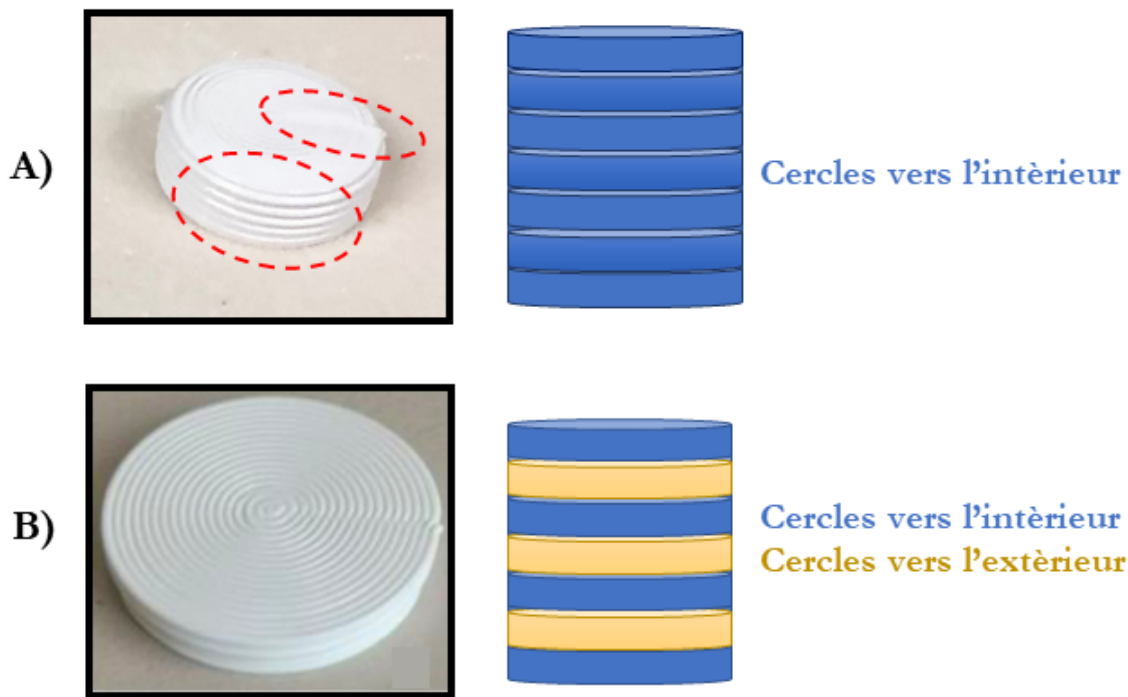 A)
Cercles vers l'intèrieur
B)
Cercles vers l'intèrieur
Cercles vers l'extèrieur